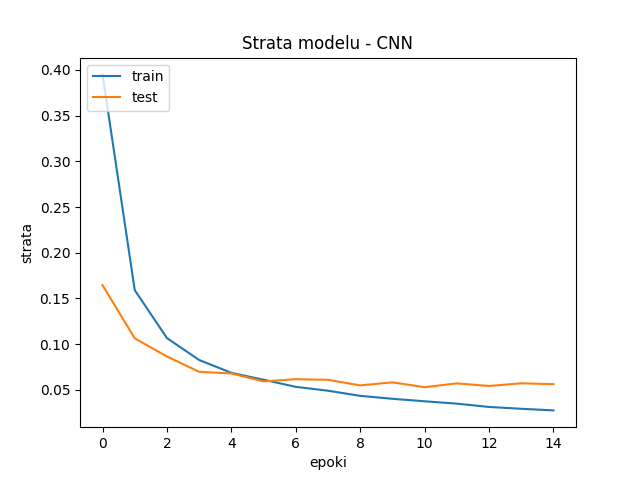 Strata modelu - CNN
train
test
0.40
0.35
0.30
0.25
0.20
0.15
0.10
0.05
strata
0 2 4 6 8 10 12 14
epoki